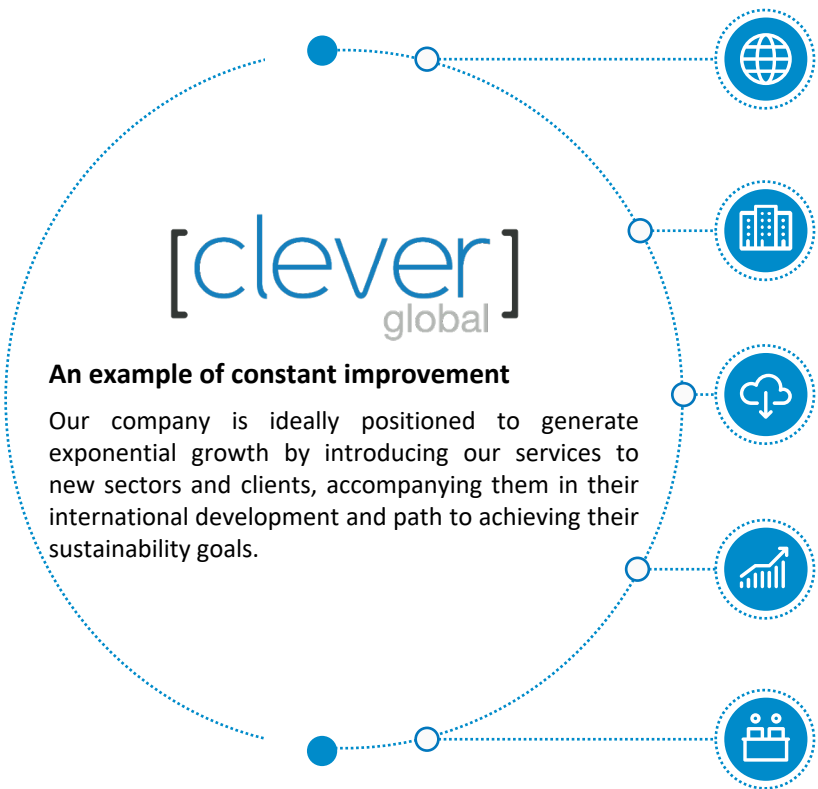 [clever]
global
An example of constant improvement
Our company is ideally positioned to generate
exponential growth by introducing our services to
new sectors and clients, accompanying them in their
international development and path to achieving their
sustainability goals.